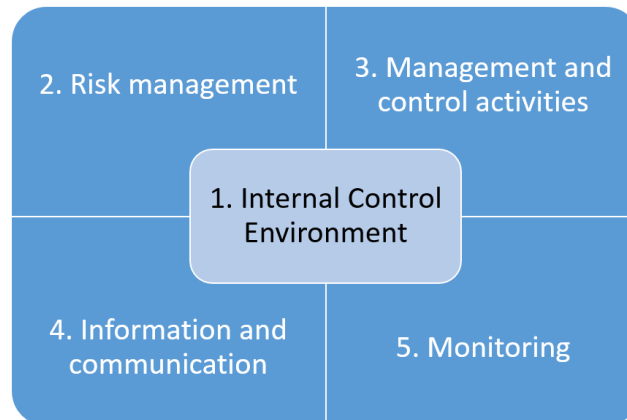 2. Risk management
3. Management and
control activities
1. Internal Control
Environment
4. Information and
communication
5. Monitoring